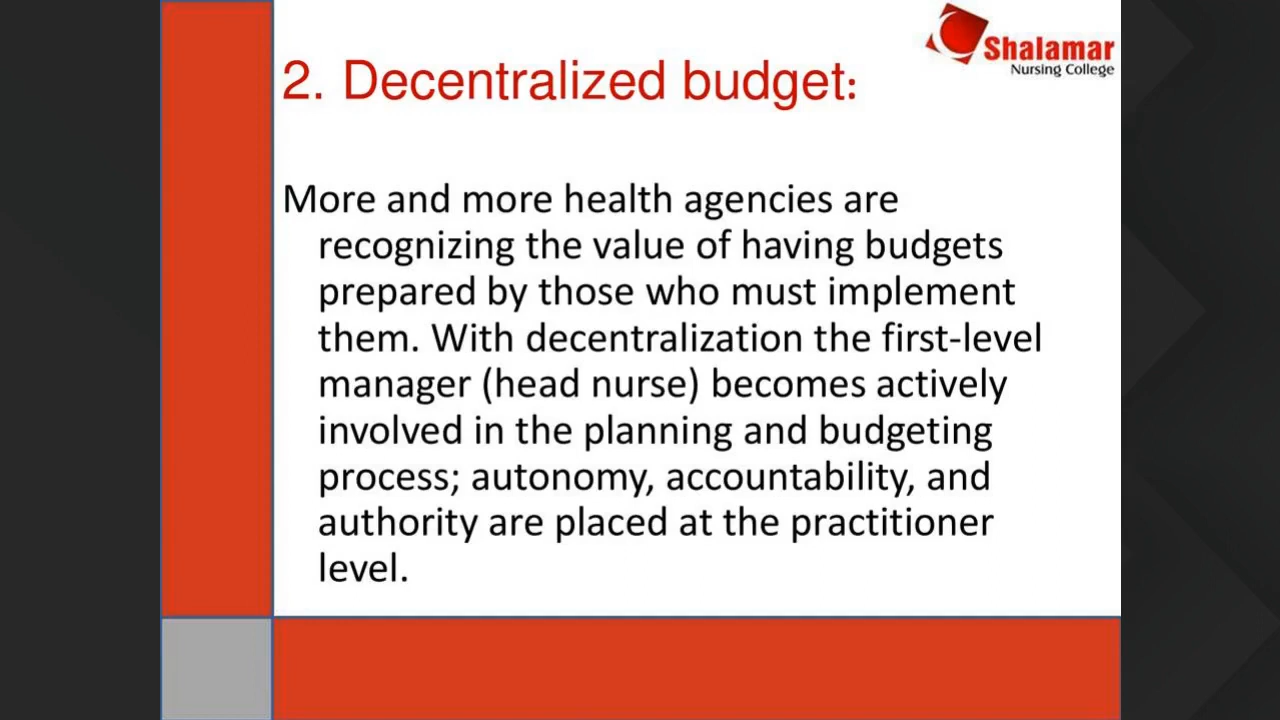 Shalamar
Nursing College
2. Decentralized budget:
More and more health agencies are
recognizing the value of having budgets
prepared by those who must implement
them. With decentralization the first-level
manager (head nurse) becomes actively
involved in the planning and budgeting
process; autonomy, accountability, and
authority are placed at the practitioner
level.